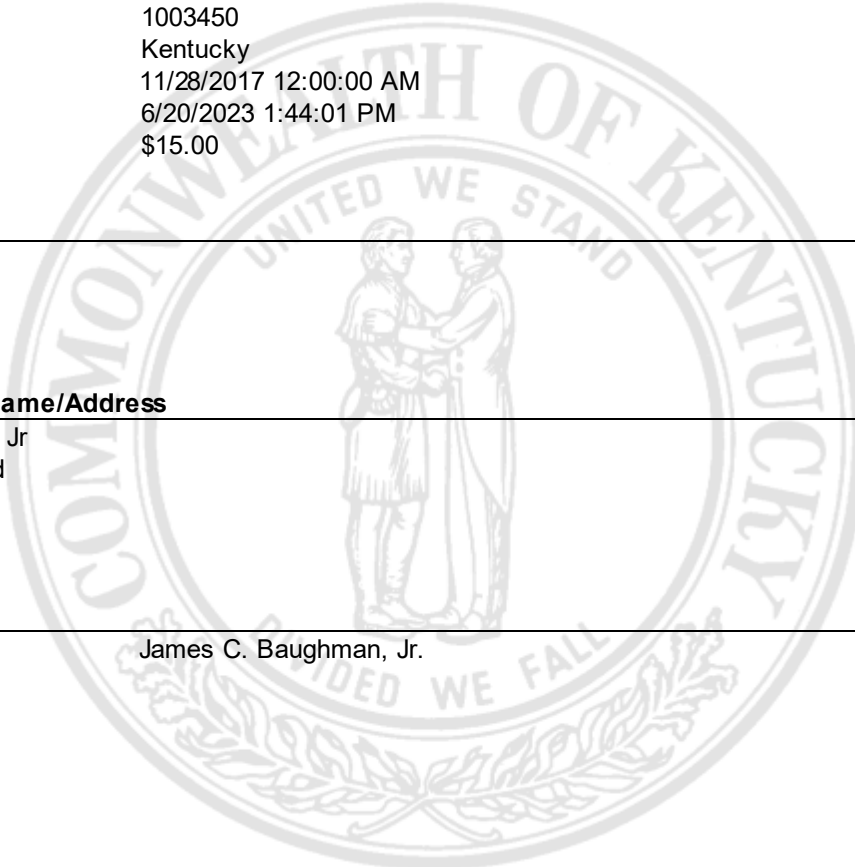 1003450
Kentucky
11/28/2017 12:00:00 AM
6/20/2023 1:44:01 PM
$15.00
COMMONWEALTH OF KENTUCKY
UNITED WE STAND
ame/Address
Jr
d
James C. Baughman, Jr.
DIVIDED WE FALL